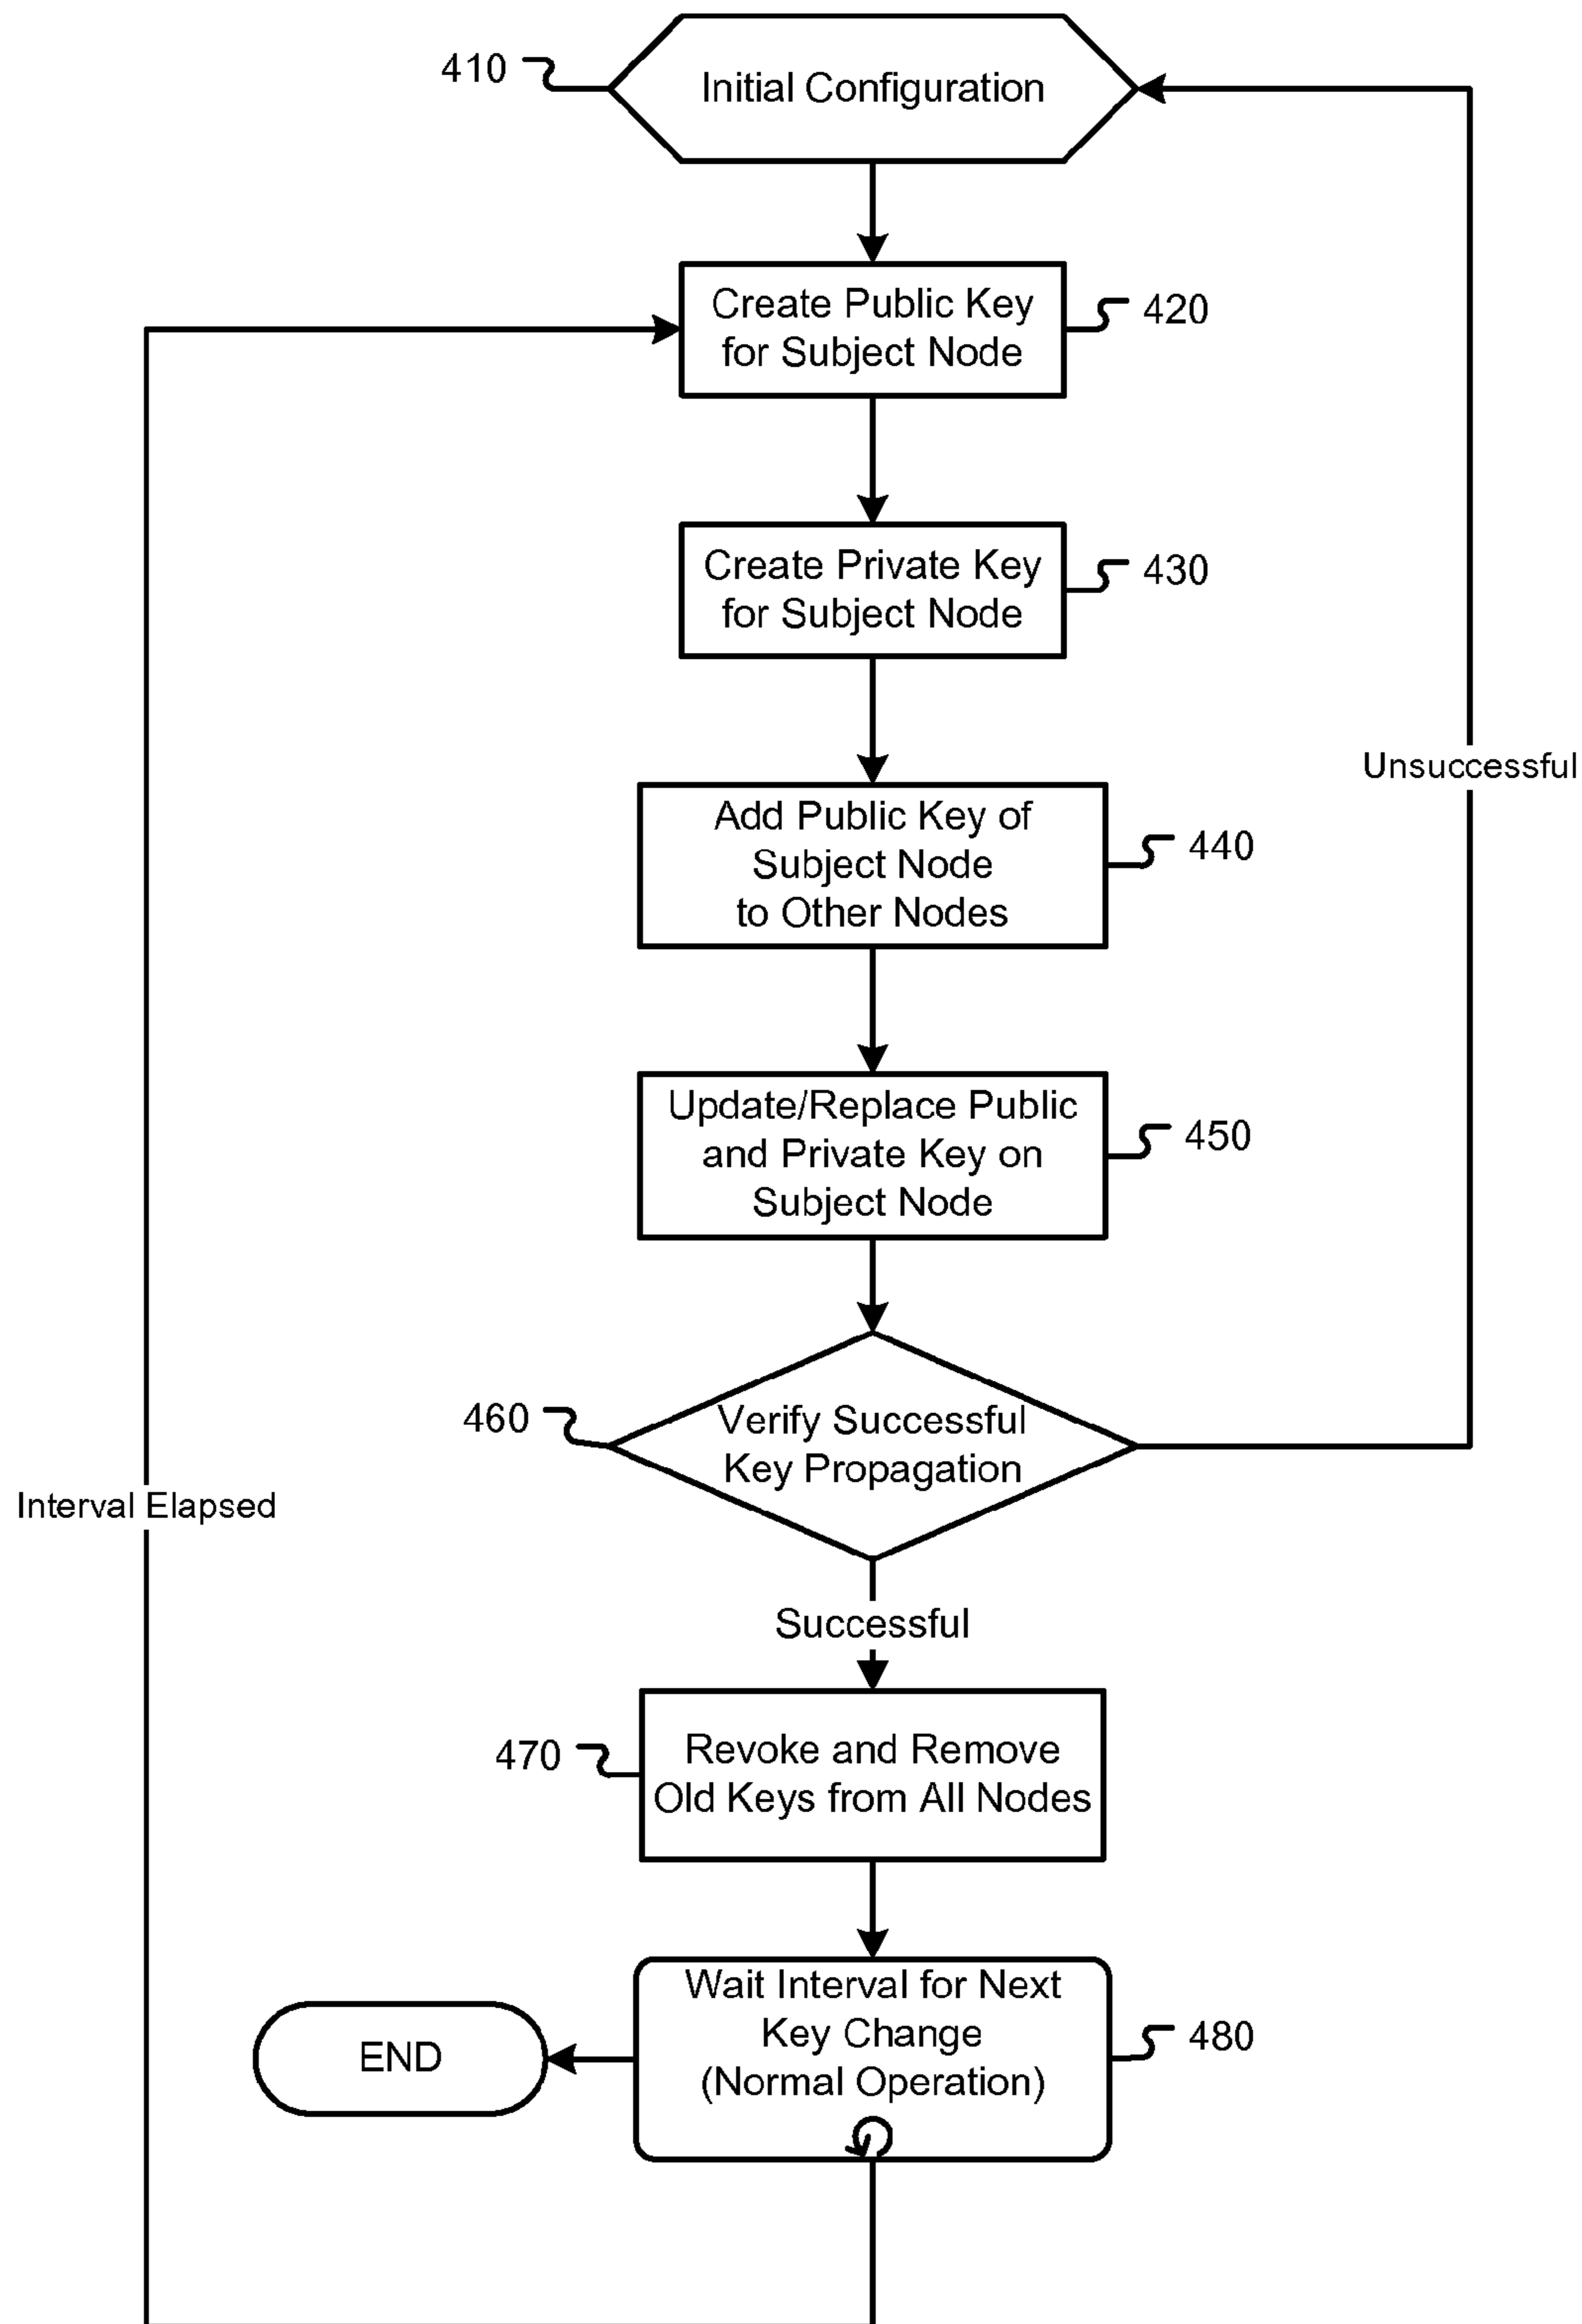 410
Initial Configuration
Create Public Key
for Subject Node
420
Create Private Key
for Subject Node
430
Unsuccessful
Add Public Key of
Subject Node
to Other Nodes
440
Update/Replace Public
and Private Key on
Subject Node
450
460
Verify Successful
Key Propagation
Interval Elapsed
Successful
470
Revoke and Remove
Old Keys from All Nodes
END
Wait Interval for Next
Key Change
(Normal Operation)
480